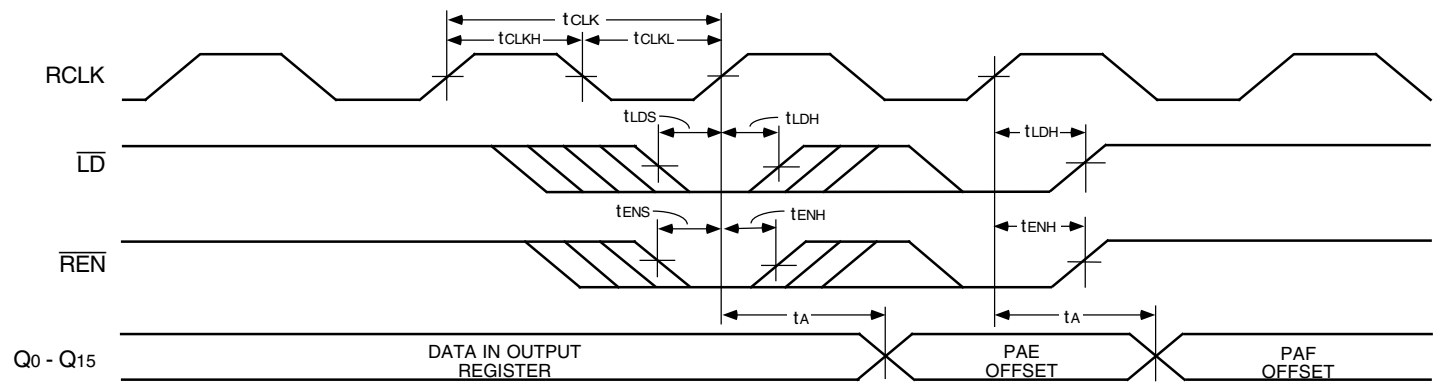 tCLK
tCLKH
tCLKL
RCLK
tLDS
tLDH
tLDH
LD
tENS
tENH
tENH
REN
tA
tA
Q0 - Q15
DATA IN OUTPUT
REGISTER
PAE
OFFSET
PAF
OFFSET